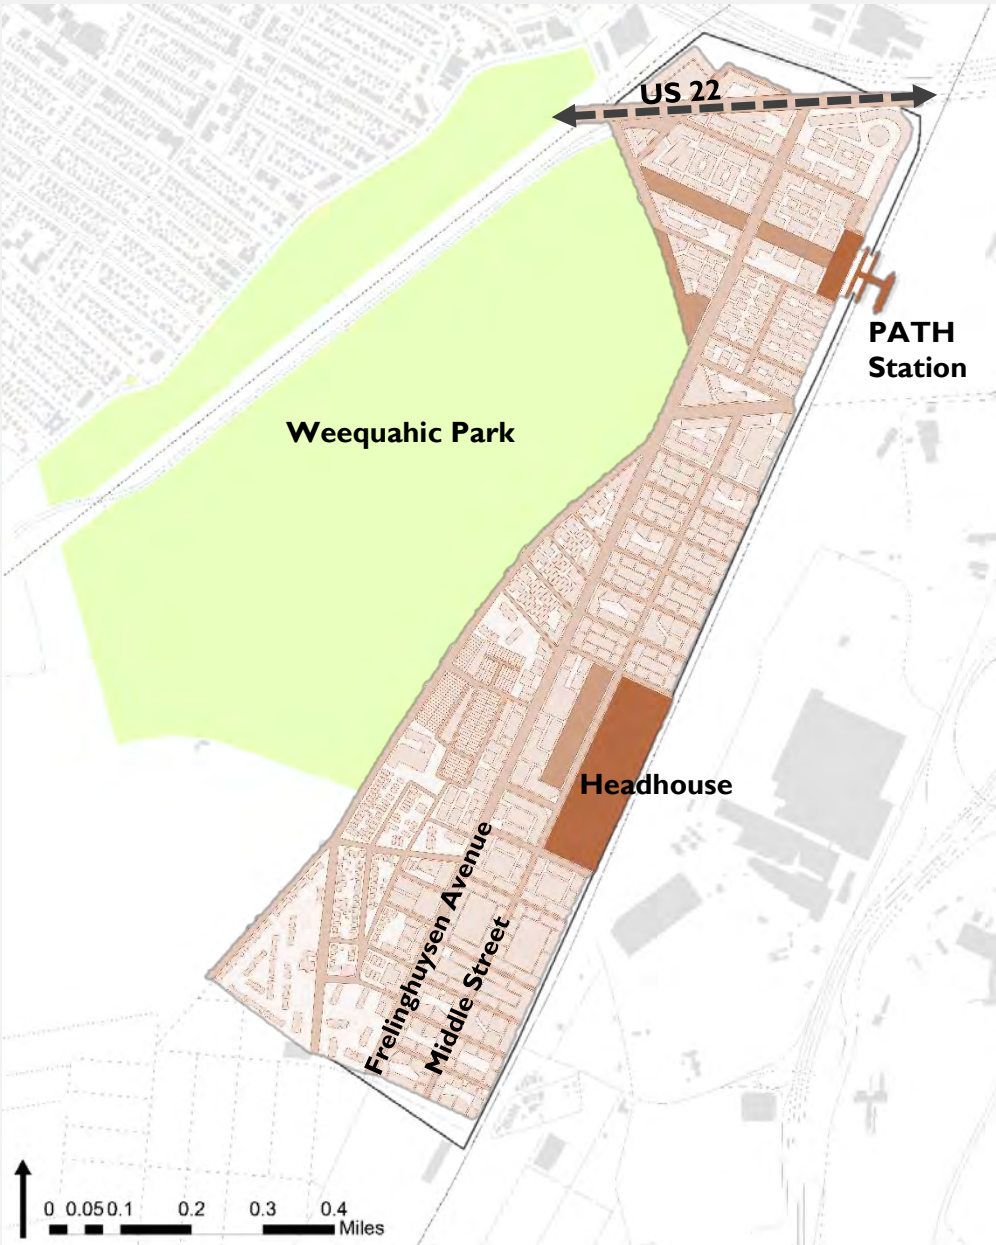 US 22
PATH
Station
Weequahic Park
Headhouse
Frelinghuysen Avenue
Middle Street
0 0.05 0.1 0.2 0.3 0.4
Miles